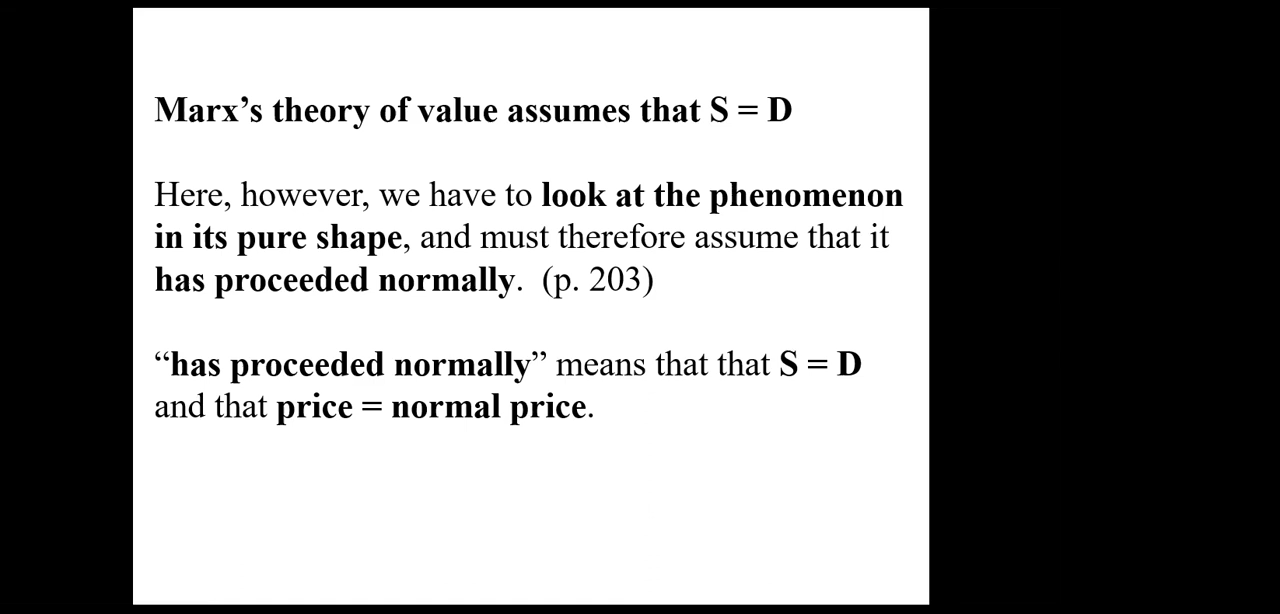 Marx’s theory of value assumes that S = D
Here, however, we have to look at the phenomenon
in its pure shape, and must therefore assume that it
has proceeded normally.  (p. 203)
“has proceeded normally” means that that S = D
and that price = normal price.